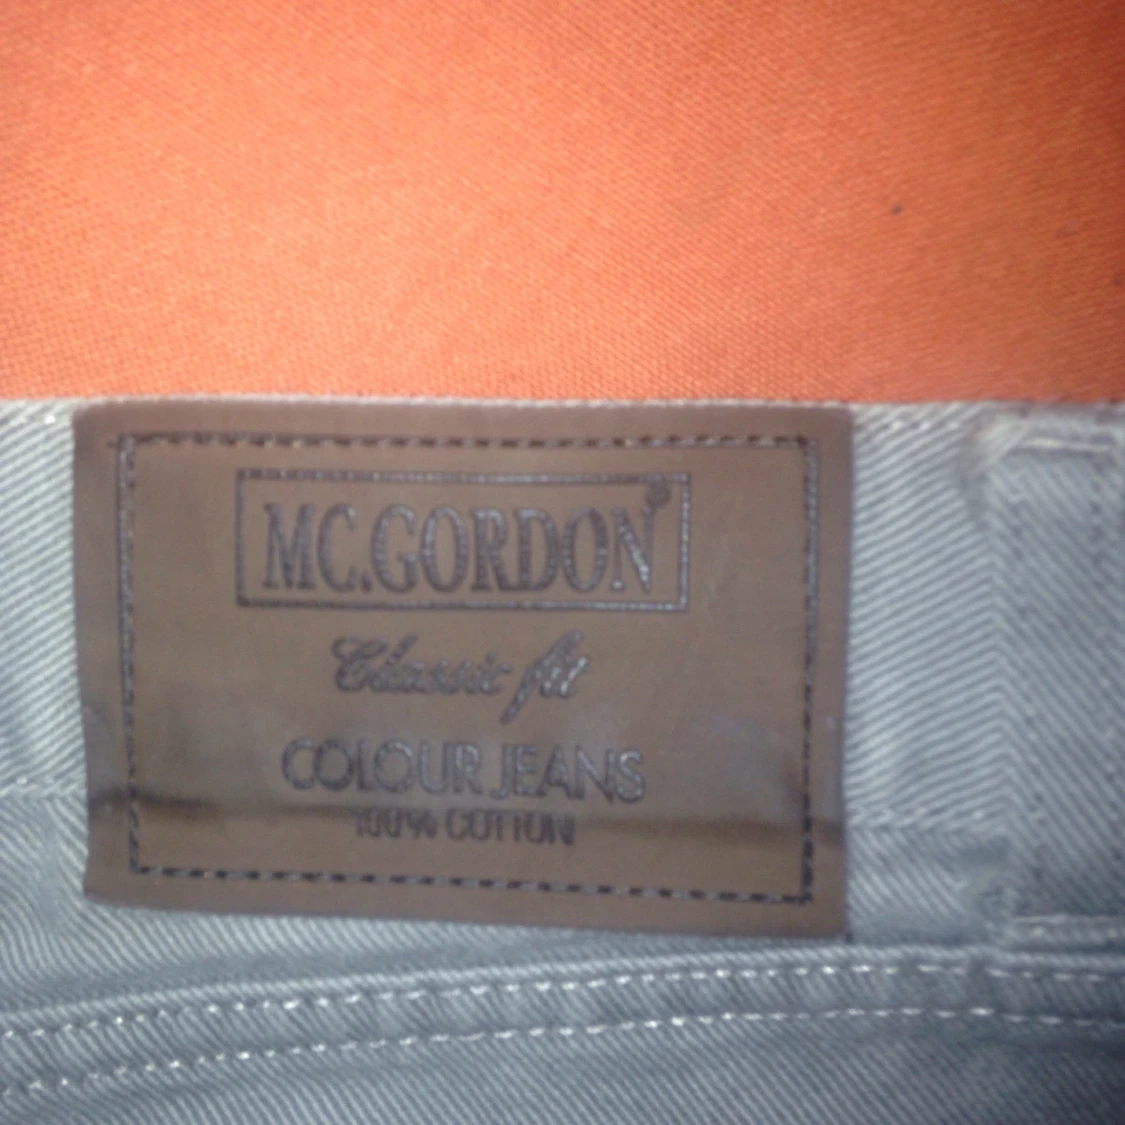 MC.GORDON®
Classic fit
COLOUR JEANS
100% COTTON